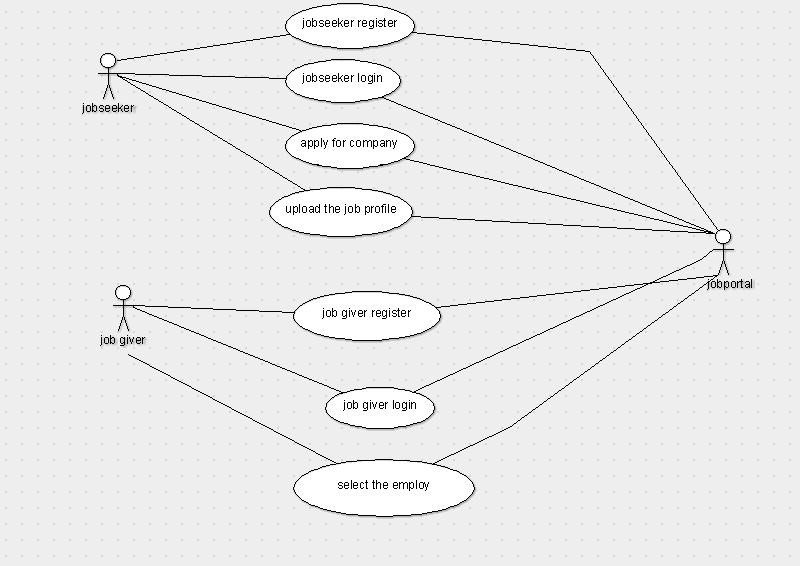 jobseeker register
jobseeker login
jobseeker
apply for company
upload the job profile
jobportal
job giver register
job giver
job giver login
select the employ